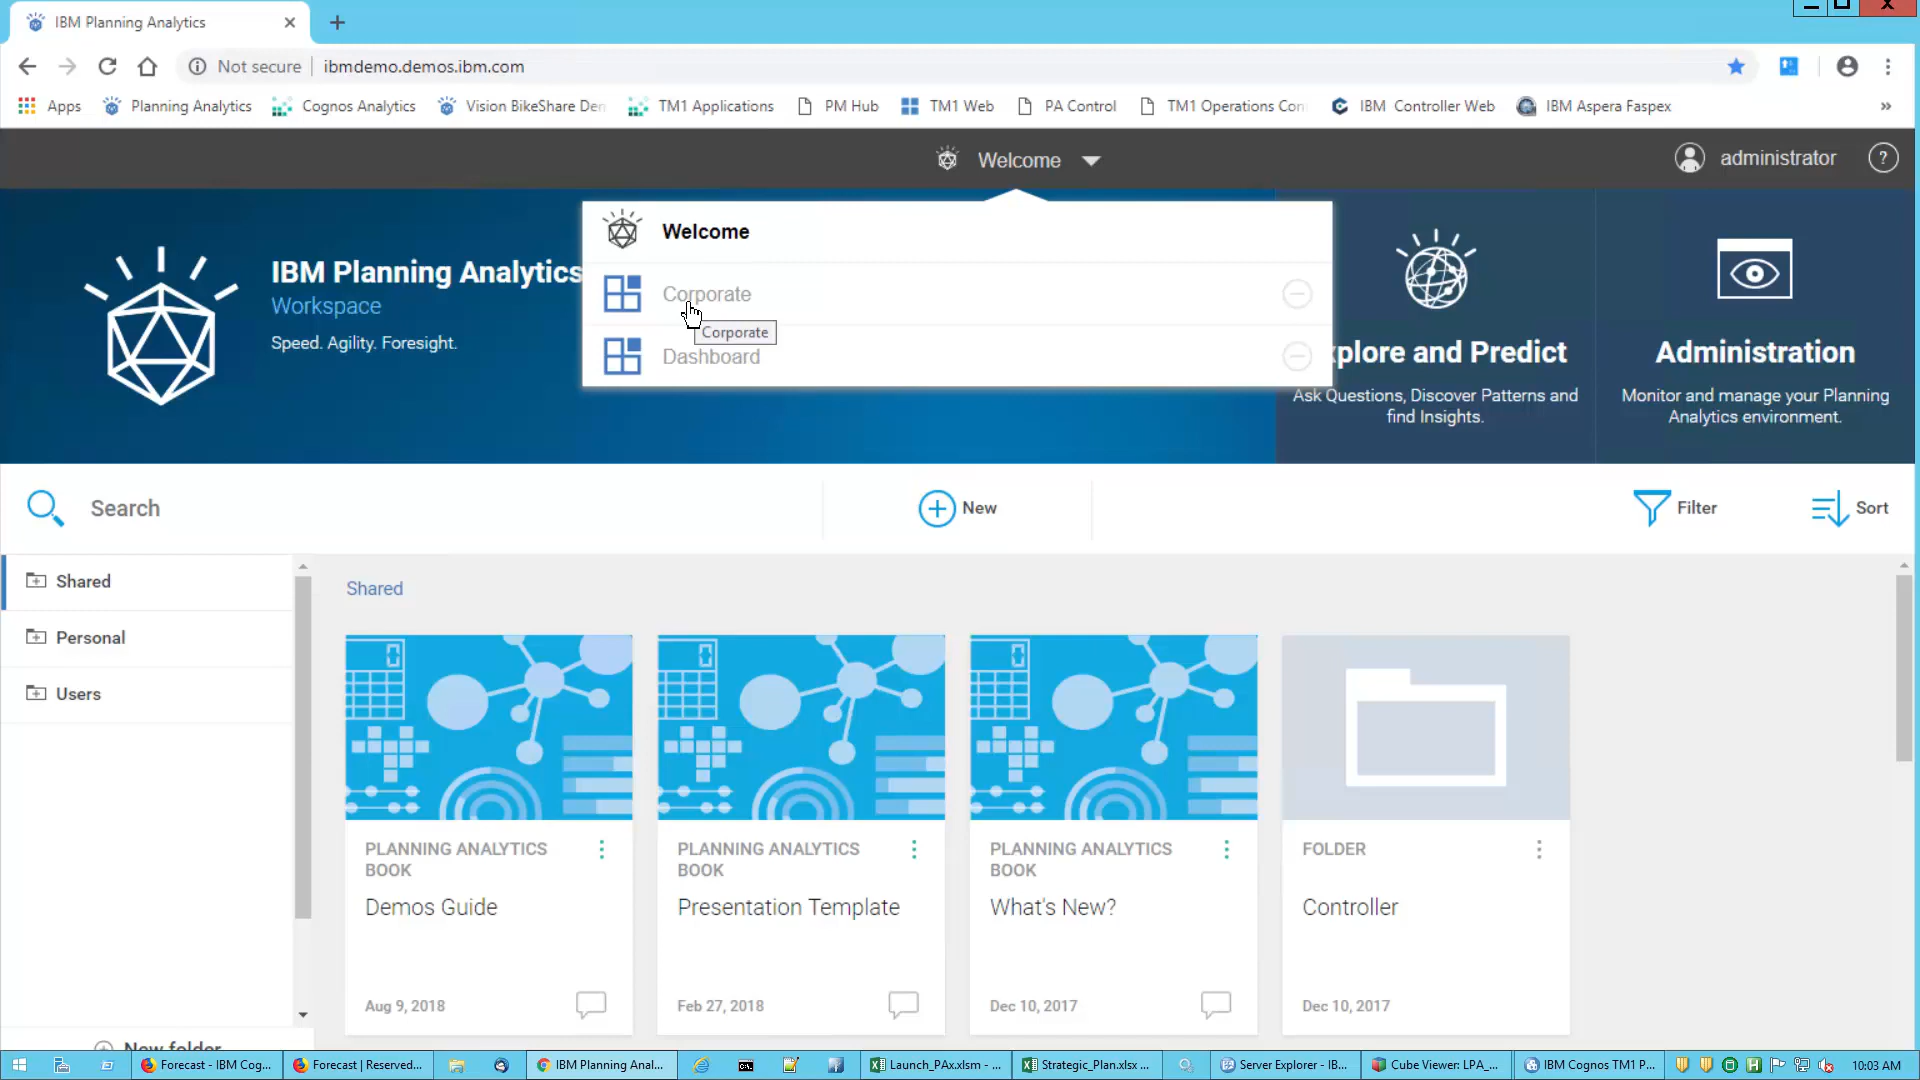 IBM Planning Analytics
Not secure
ibmdemo.demos.ibm.com
Apps
Planning Analytics
Cognos Analytics
Vision BikeShare Den
TM1 Applications
PM Hub
TM1 Web
PA Control
TM1 Operations Con
IBM Controller Web
IBM Aspera Faspex
»
Welcome
administrator
?
Welcome
Corporate
Corporate
Dashboard
IBM Planning Analytics
Workspace
Speed. Agility. Foresight.
xplore and Predict
Ask Questions, Discover Patterns and
find Insights.
Administration
Monitor and manage your Planning
Analytics environment.
Search
New
Filter
Sort
Shared
Personal
Users
New folder
Shared
PLANNING ANALYTICS
BOOK
Demos Guide
Aug 9, 2018
PLANNING ANALYTICS
BOOK
Presentation Template
Feb 27, 2018
PLANNING ANALYTICS
BOOK
What's New?
Dec 10, 2017
FOLDER
Controller
Dec 10, 2017
Forecast - IBM Cog...
Forecast | Reserved...
IBM Planning Anal...
Launch_PAx.xlsm - ...
Strategic_Plan.xlsx ...
Server Explorer - IB...
Cube Viewer: LPA_...
IBM Cognos TM1 P...
10:03 AM